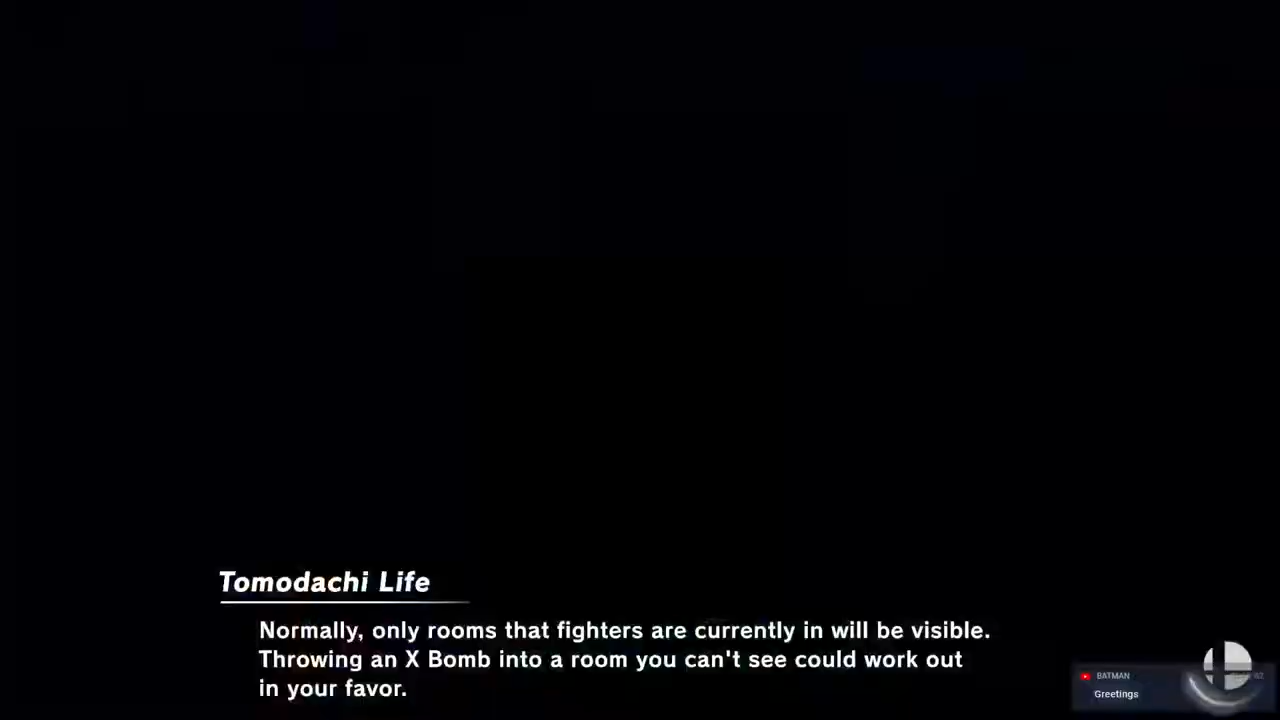 Tomodachi Life
Normally, only rooms that fighters are currently in will be visible.
Throwing an X Bomb into a room you can't see could work out
in your favor.
BATMAN
Greetings